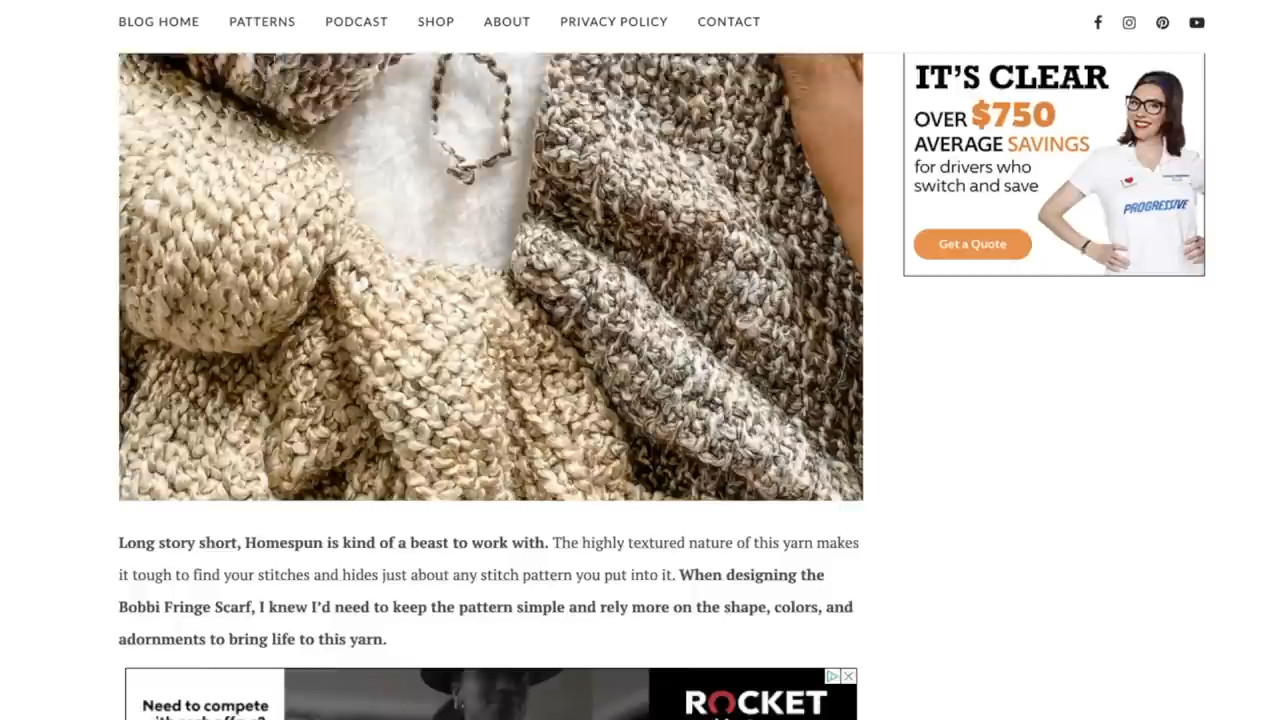 BLOG HOME PATTERNS PODCAST SHOP ABOUT PRIVACY POLICY CONTACT
IT'S CLEAR
OVER $750
AVERAGE SAVINGS
for drivers who
switch and save
PROGRESSIVE
Get a Quote
Long story short, Homespun is kind of a beast to work with. The highly textured nature of this yarn makes
it tough to find your stitches and hides just about any stitch pattern you put into it. When designing the
Bobbi Fringe Scarf, I knew I'd need to keep the pattern simple and rely more on the shape, colors, and
adornments to bring life to this yarn.
Need to compete
ROCKET